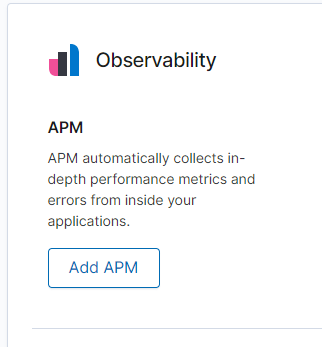 Observability
APM
APM automatically collects in-
depth performance metrics and
errors from inside your
applications.
Add APM